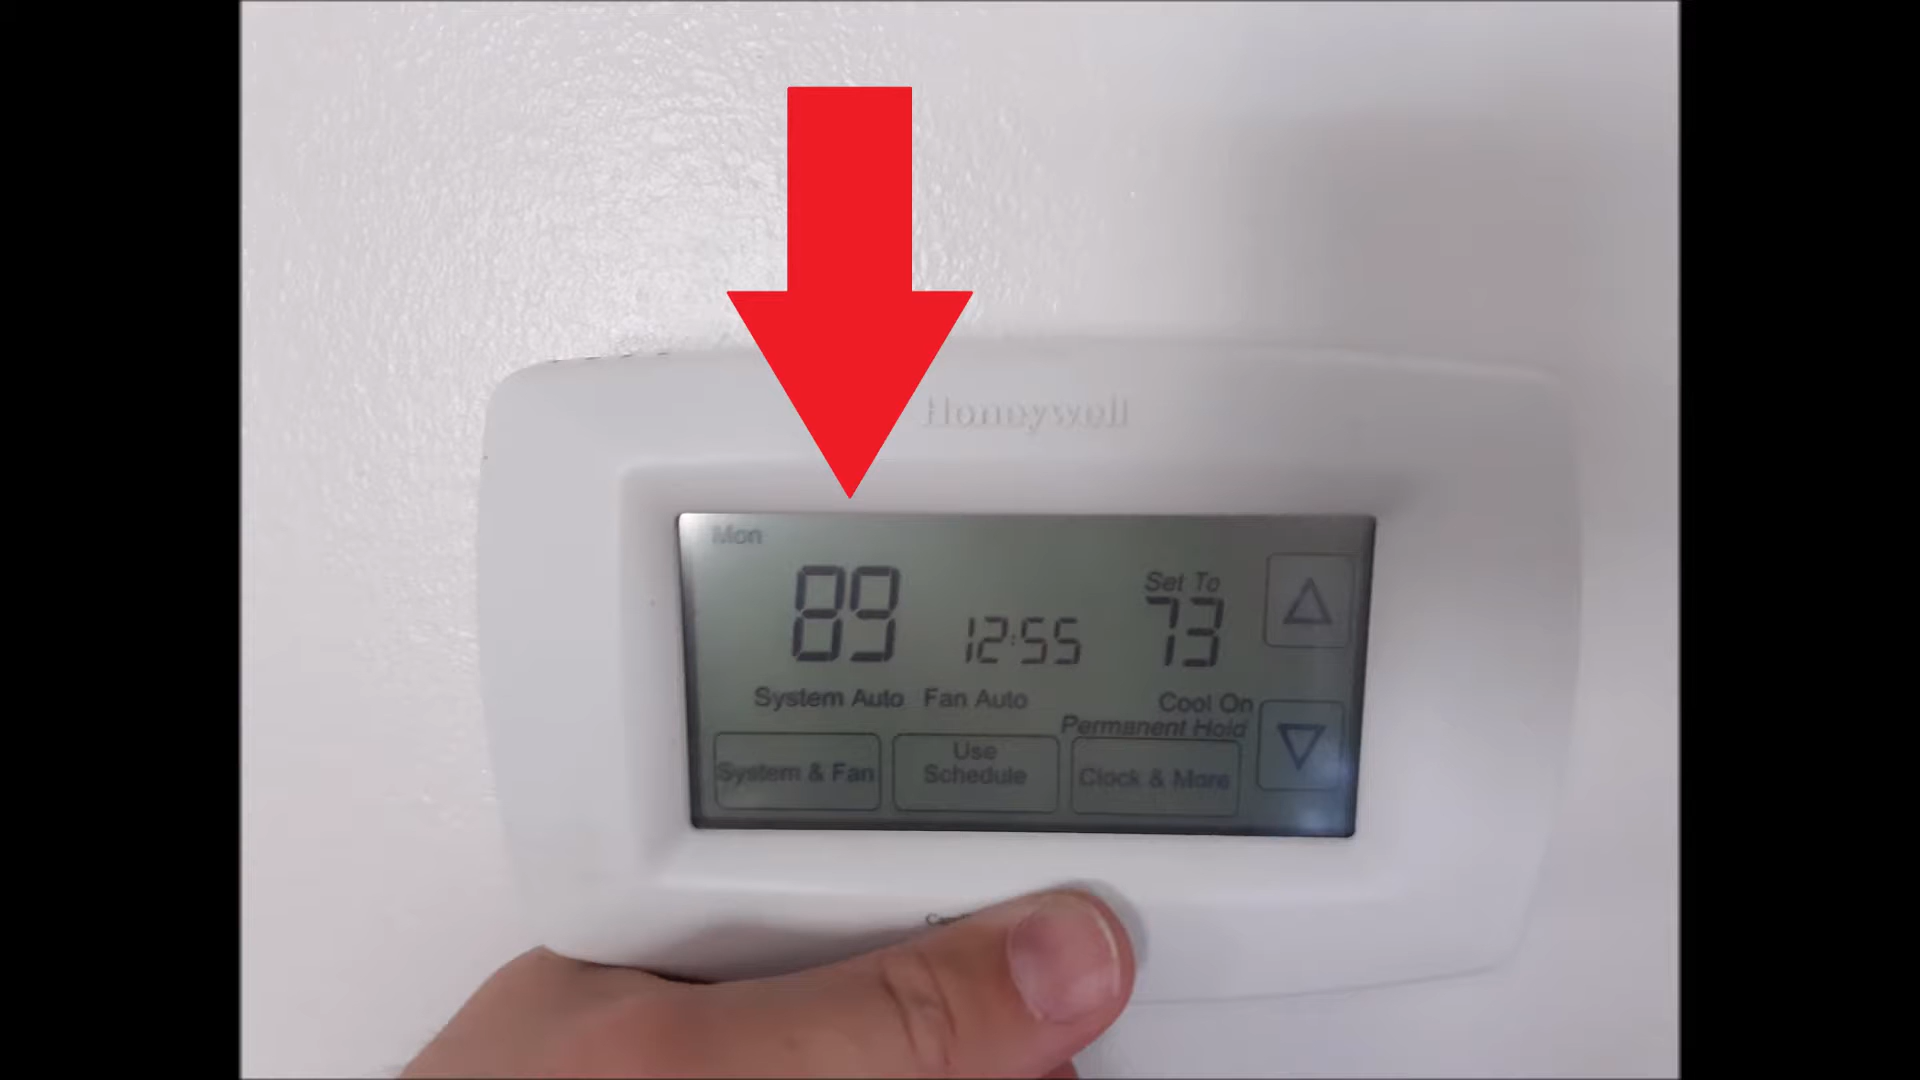 Honeywell
Mon
89
12:55
Set To
73
System Auto
Fan Auto
Cool On
Permanent Hold
System & Fan
Use
Schedule
Clock & More